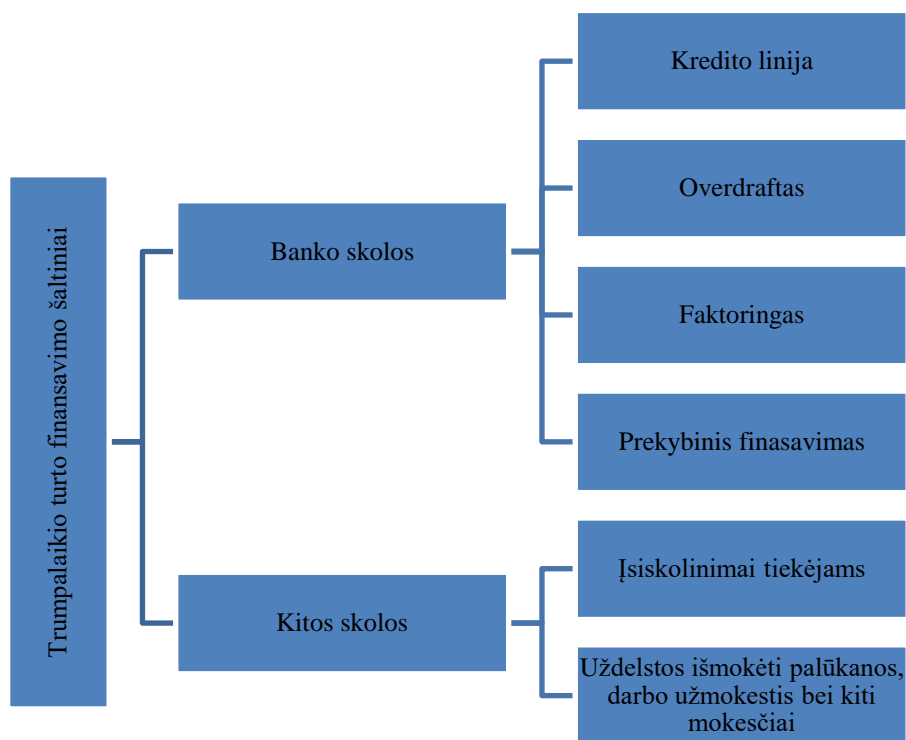 Trumpalaikio turto finansavimo šaltiniai
Banko skolos
Kredito linija
Overdraftas
Faktoringas
Prekybinis finasavimas
Kitos skolos
Įsiskolinimai tiekėjams
Uždelstos išmokėti palūkanos,
darbo užmokestis bei kiti
mokesčiai